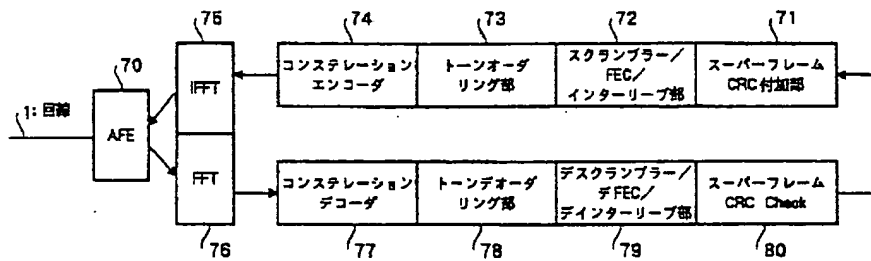 75
74
73
72
71
70
IFFT
コンステレーション
エンコーダ
トーンオーダ
リング部
スクランブラー/
FEC/
インターリーブ部
スーパーフレーム
CRC付加部
1:回線
AFE
FFT
コンステレーション
デコーダ
トーンデオーダ
リング部
デスクランブラー/
デFEC/
デインターリーブ部
スーパーフレーム
CRC Check
76
77
78
79
80